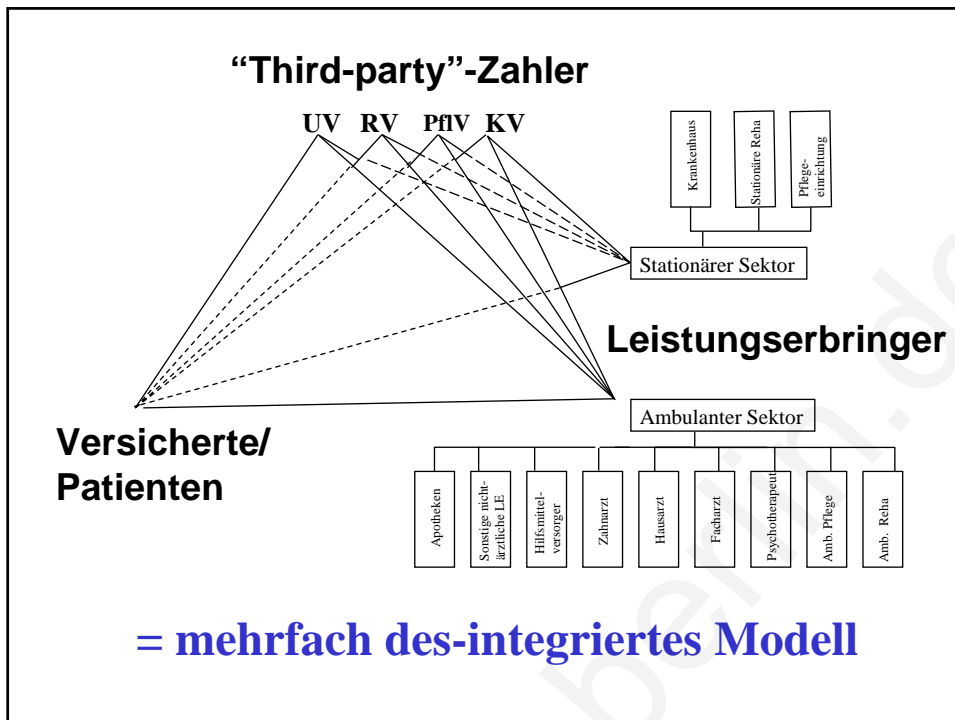 “Third-party”-Zahler
UV RV PflV KV
Krankenhaus
Stationäre Reha
Pflege-
einrichtung
Stationärer Sektor
Leistungserbringer
Versicherte/
Patienten
Ambulanter Sektor
Apotheken
Sonstige nicht-
ärztliche LE
Hilfsmittel-
versorger
Zahnarzt
Hausarzt
Facharzt
Psychotherapeut
Amb. Pflege
Amb. Reha
= mehrfach des-integriertes Modell
berlin.de